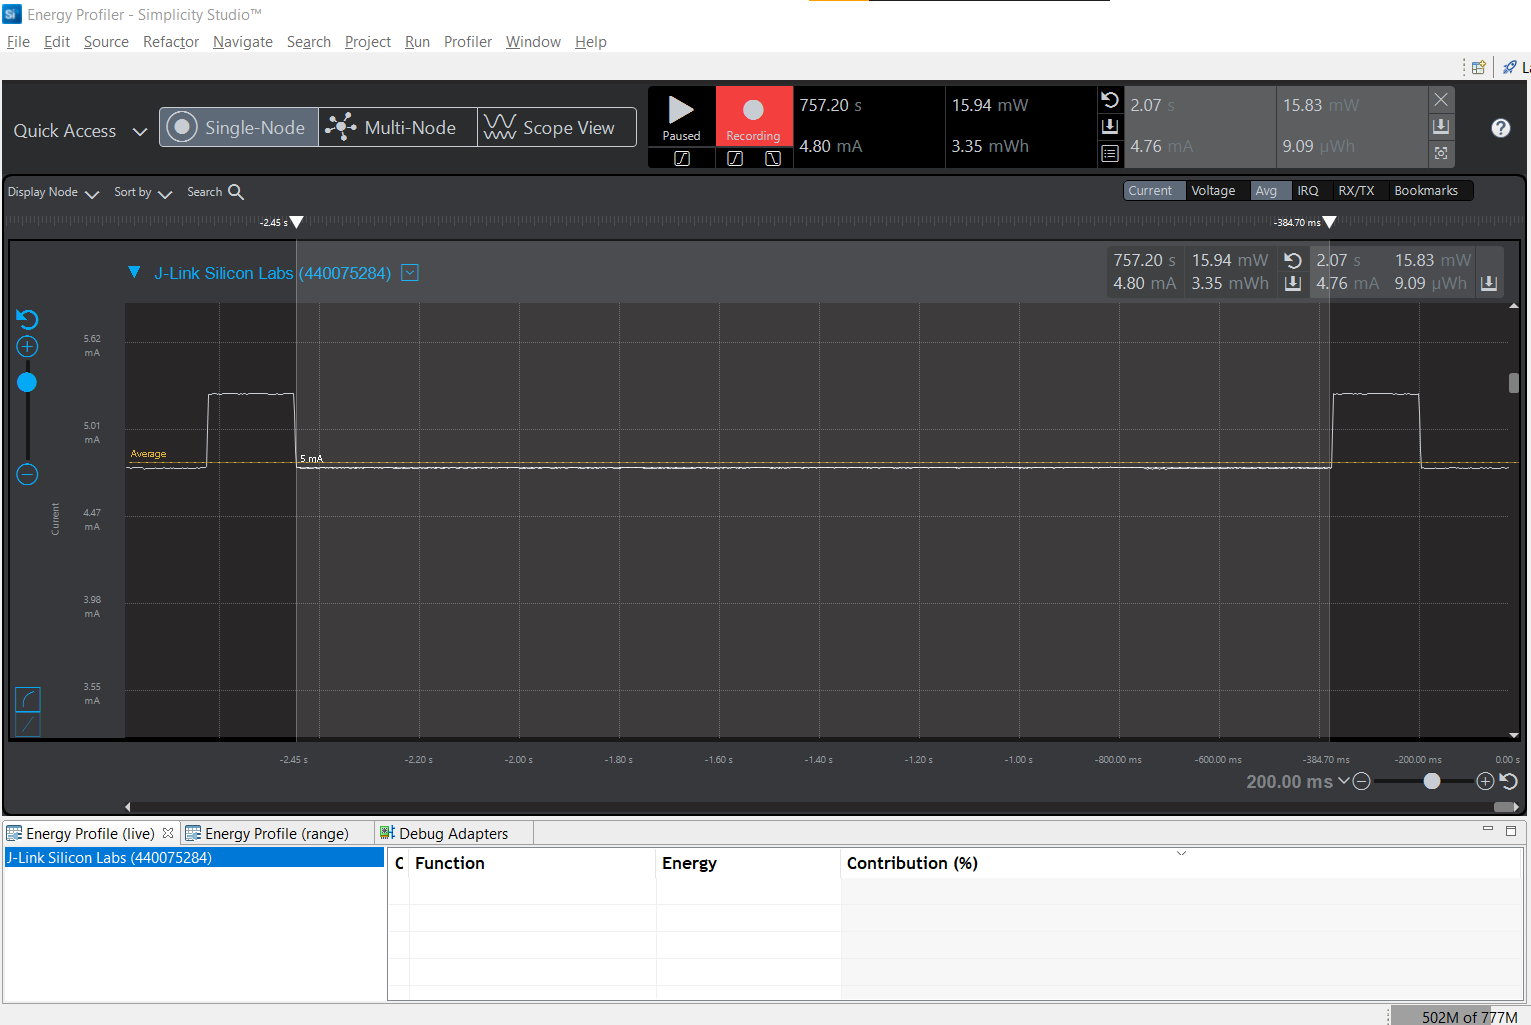 Si Energy Profiler - Simplicity Studio™
File Edit Source Refactor Navigate Search Project Run Profiler Window Help
Quick Access Single-Node Multi-Node Scope View
Paused Recording
757.20 s 15.94 mW 2.07 s 15.83 mW
4.80 mA 3.35 mWh 4.76 mA 9.09 µWh
Display Node Sort by Search Current Voltage Avg IRQ RX/TX Bookmarks
-2.45 s -384.70 ms
J-Link Silicon Labs (440075284)
757.20 s 15.94 mW 2.07 s 15.83 mW
4.80 mA 3.35 mWh 4.76 mA 9.09 µWh
5.62
mA
5.01
mA
Average
5 mA
4.47
mA
Current
3.98
mA
3.55
mA
-2.45 s -2.20 s -2.00 s -1.80 s -1.60 s -1.40 s -1.20 s -1.00 s -800.00 ms -600.00 ms -384.70 ms -200.00 ms 0.00 s
200.00 ms
Energy Profile (live) Energy Profile (range) Debug Adapters
J-Link Silicon Labs (440075284)
C Function Energy Contribution (%)
502M of 777M